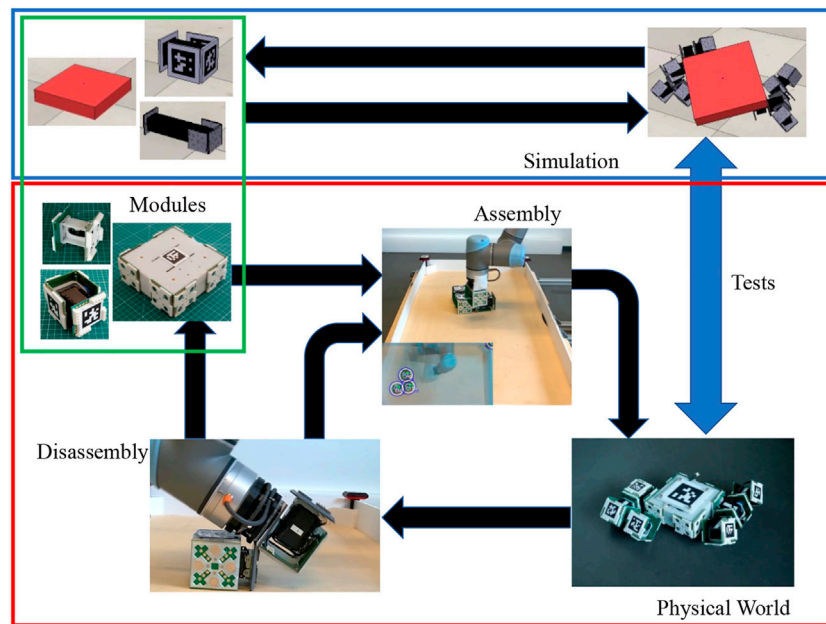 Simulation
Modules
Assembly
Tests
Disassembly
Physical World